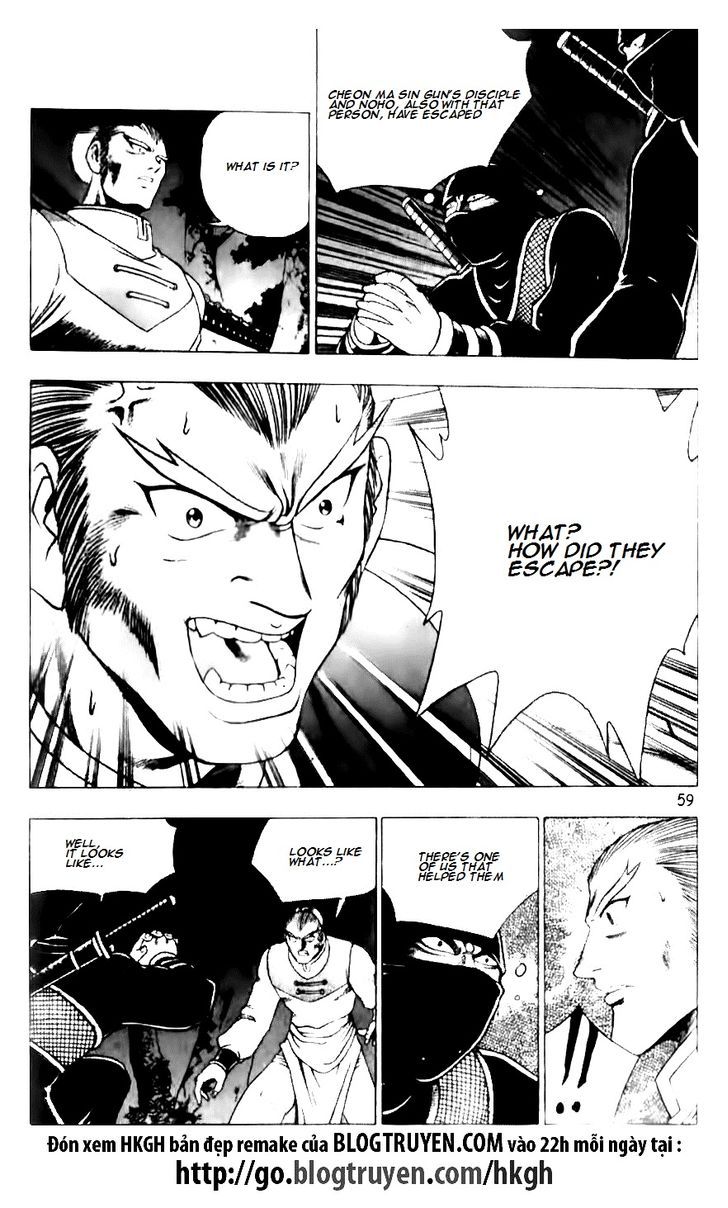 CHEON MA SIN GUN'S DISCIPLE
AND NOHO, ALSO WITH THAT
PERSON, HAVE ESCAPED
WHAT IS IT?
WHAT?
HOW DID THEY
ESCAPE?!
59
WELL,
IT LOOKS
LIKE...
LOOKS LIKE
WHAT...?
THERE'S ONE
OF US THAT
HELPED THEM
!!
Đón xem HKGH bản đẹp remake của BLOGTRUYEN.COM vào 22h mỗi ngày tại :
http://go.blogtruyen.com/hkgh